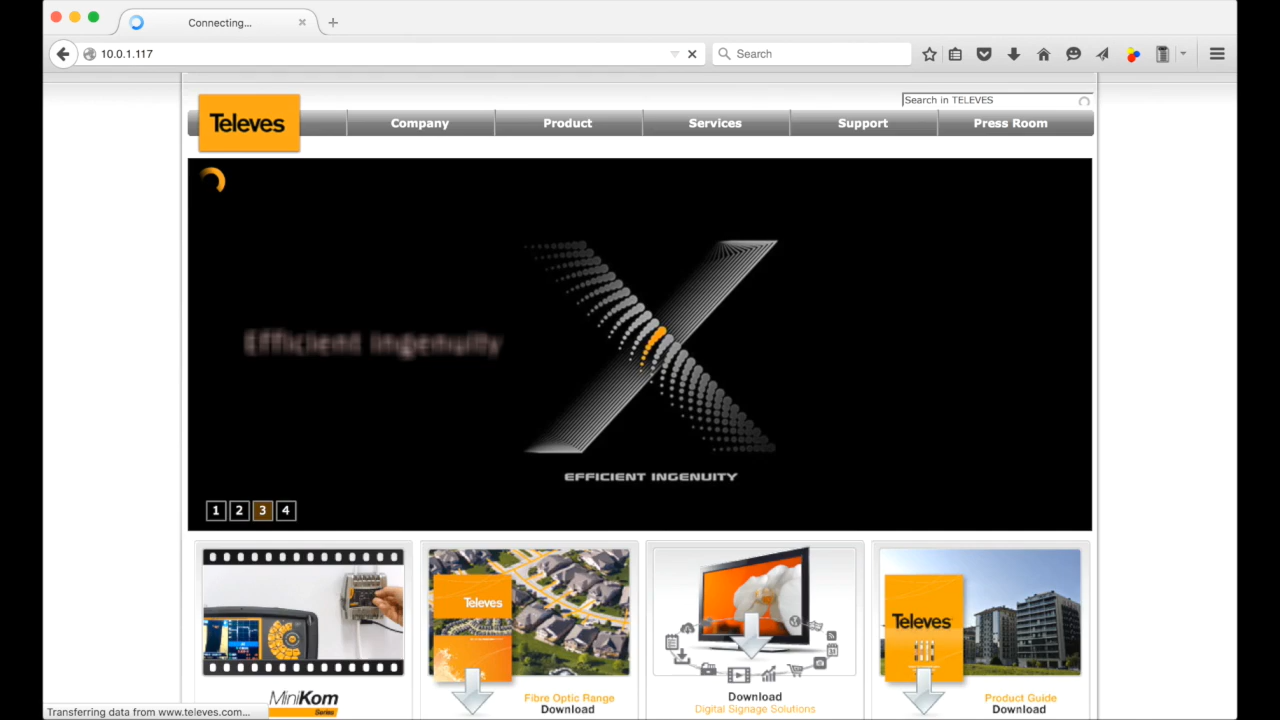 Connecting...
10.0.1.117
Search
Search in TELEVES
Televes
Company
Product
Services
Support
Press Room
Efficient Ingenuity
EFFICIENT INGENUITY
1 2 3 4
Televes
Televes
MiniKom
Series
Fibre Optic Range
Download
Download
Digital Signage Solutions
Product Guide
Download
Transferring data from www.televes.com...